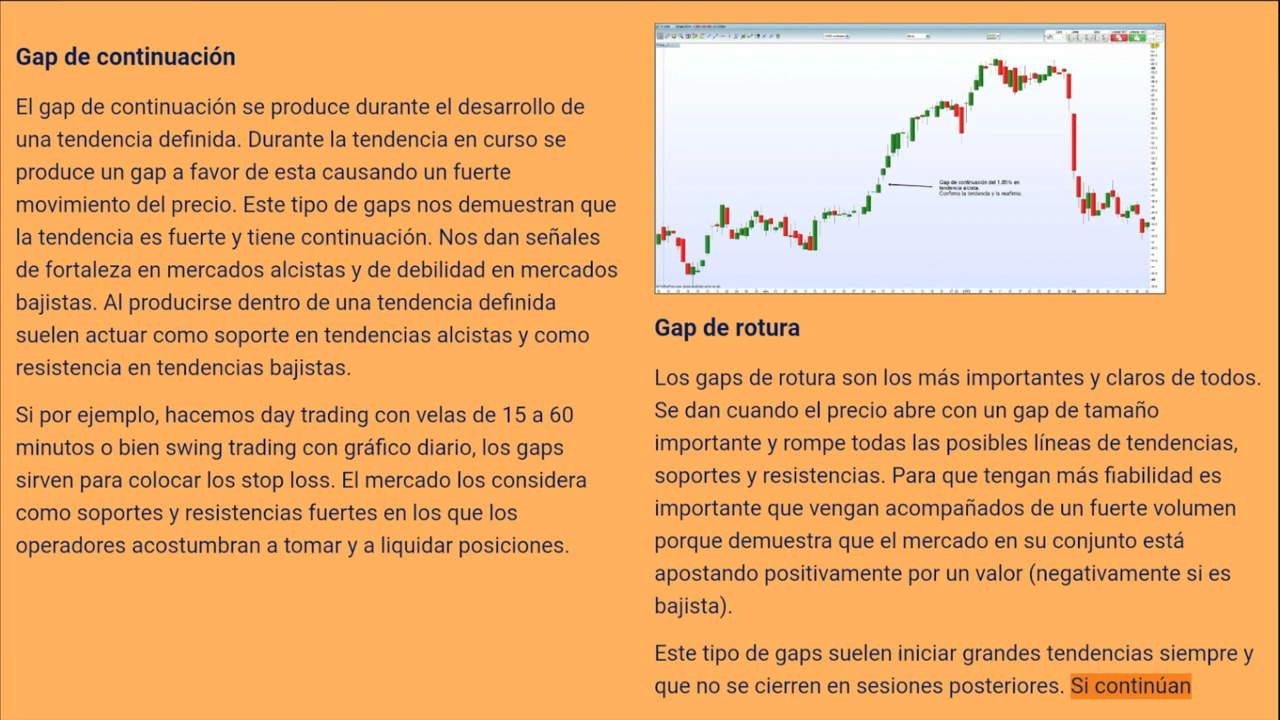 Gap de continuación
El gap de continuación se produce durante el desarrollo de
una tendencia definida. Durante la tendencia en curso se
produce un gap a favor de esta causando un fuerte
movimiento del precio. Este tipo de gaps nos demuestran que
la tendencia es fuerte y tiene continuación. Nos dan señales
de fortaleza en mercados alcistas y de debilidad en mercados
bajistas. Al producirse dentro de una tendencia definida
suelen actuar como soporte en tendencias alcistas y como
resistencia en tendencias bajistas.
Si por ejemplo, hacemos day trading con velas de 15 a 60
minutos o bien swing trading con gráfico diario, los gaps
sirven para colocar los stop loss. El mercado los considera
como soportes y resistencias fuertes en los que los
operadores acostumbran a tomar y a liquidar posiciones.
Gap de continuación del 1,85% en
tendencia alcista.
Confirma la tendencia y la reafirma.
Gap de rotura
Los gaps de rotura son los más importantes y claros de todos.
Se dan cuando el precio abre con un gap de tamaño
importante y rompe todas las posibles líneas de tendencias,
soportes y resistencias. Para que tengan más fiabilidad es
importante que vengan acompañados de un fuerte volumen
porque demuestra que el mercado en su conjunto está
apostando positivamente por un valor (negativamente si es
bajista).
Este tipo de gaps suelen iniciar grandes tendencias siempre y
que no se cierren en sesiones posteriores. Si continúan